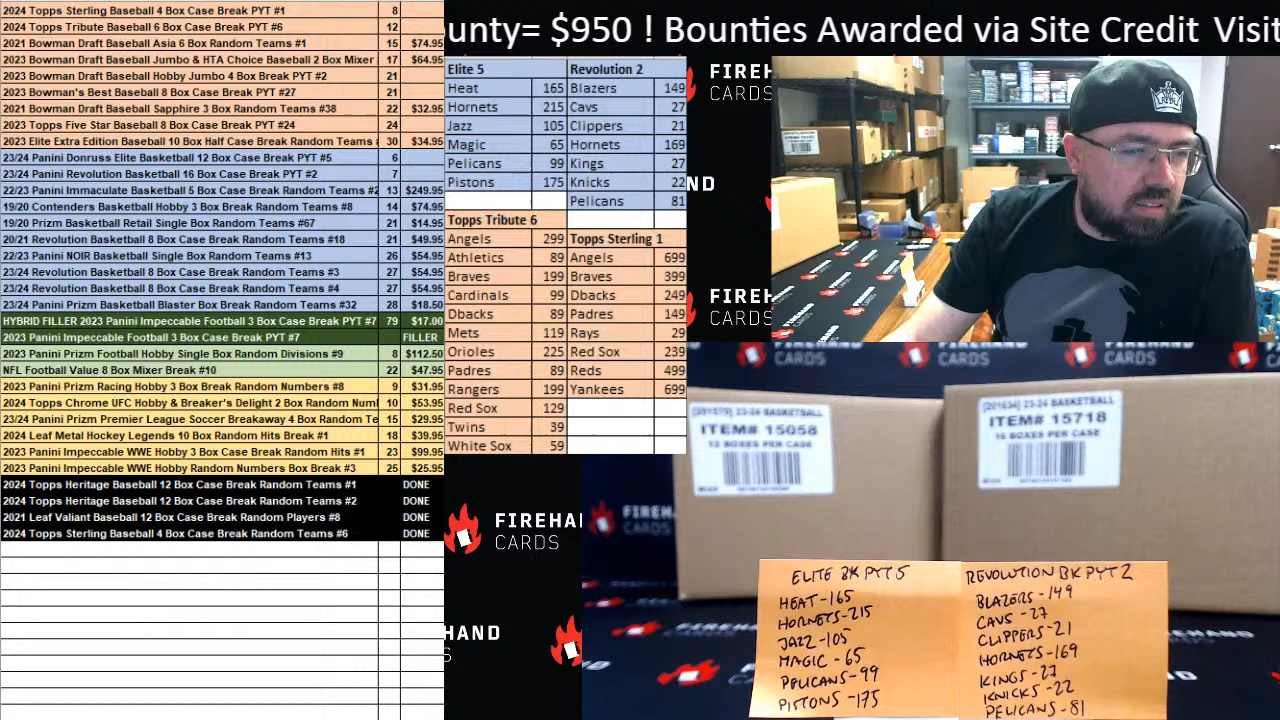 2024 Topps Sterling Baseball 4 Box Case Break PYT #1 8
2024 Topps Tribute Baseball 6 Box Case Break PYT #6 12
2021 Bowman Draft Baseball Asia 6 Box Random Teams #1 15 $74.95
2023 Bowman Draft Baseball Jumbo & HTA Choice Baseball 2 Box Mixer 17 $64.95
2023 Bowman Draft Baseball Hobby Jumbo 4 Box Break PYT #2 21
2023 Bowman's Best Baseball 8 Box Case Break PYT #27 21
2021 Bowman Draft Baseball Sapphire 3 Box Random Teams #38 22 $32.95
2023 Topps Five Star Baseball 8 Box Case Break PYT #24 24
2023 Elite Extra Edition Baseball 10 Box Half Case Break Random Teams 30 $34.95
23/24 Panini Donruss Elite Basketball 12 Box Case Break PYT #5 6
23/24 Panini Revolution Basketball 16 Box Case Break PYT #2 7
22/23 Panini Immaculate Basketball 5 Box Case Break Random Teams #2 13 $249.95
19/20 Contenders Basketball Hobby 3 Box Break Random Teams #8 14 $74.95
19/20 Prizm Basketball Retail Single Box Random Teams #67 21 $14.95
20/21 Revolution Basketball 8 Box Case Break Random Teams #18 21 $49.95
22/23 Panini NOIR Basketball Single Box Random Teams #13 26 $54.95
23/24 Revolution Basketball 8 Box Case Break Random Teams #3 27 $54.95
23/24 Revolution Basketball 8 Box Case Break Random Teams #4 27 $54.95
23/24 Panini Prizm Basketball Blaster Box Break Random Teams #32 28 $18.50
HYBRID FILLER 2023 Panini Impeccable Football 3 Box Case Break PYT #7 79 $17.00
2023 Panini Impeccable Football 3 Box Case Break PYT #7 FILLER
2023 Panini Prizm Football Hobby Single Box Random Divisions #9 8 $112.50
NFL Football Value 8 Box Mixer Break #10 22 $47.95
2023 Panini Prizm Racing Hobby 3 Box Break Random Numbers #8 9 $31.95
2024 Topps Chrome UFC Hobby & Breaker's Delight 2 Box Random Numl 10 $53.95
23/24 Panini Prizm Premier League Soccer Breakaway 4 Box Random Te 15 $29.95
2024 Leaf Metal Hockey Legends 10 Box Random Hits Break #1 18 $39.95
2023 Panini Impeccable WWE Hobby 3 Box Case Break Random Hits #1 23 $99.95
2023 Panini Impeccable WWE Hobby Random Numbers Box Break #3 25 $25.95
2024 Topps Heritage Baseball 12 Box Case Break Random Teams #1 DONE
2024 Topps Heritage Baseball 12 Box Case Break Random Teams #2 DONE
2021 Leaf Valiant Baseball 12 Box Case Break Random Players #8 DONE
2024 Topps Sterling Baseball 4 Box Case Break Random Teams #6 DONE
unty= $950 ! Bounties Awarded via Site Credit Visit
Elite 5
Heat 165
Hornets 215
Jazz 105
Magic 65
Pelicans 99
Pistons 175
Revolution 2
Blazers 149
Cavs 27
Clippers 21
Hornets 169
Kings 27
Knicks 22
Pelicans 81
Topps Tribute 6
Angels 299
Athletics 89
Braves 199
Cardinals 99
Dbacks 89
Mets 119
Orioles 225
Padres 89
Rangers 199
Red Sox 129
Twins 39
White Sox 59
Topps Sterling 1
Angels 699
Braves 399
Dbacks 249
Padres 149
Rays 29
Red Sox 239
Reds 499
Yankees 699
FIREH
CARDS
ND
FIREH
CARDS
FIREHA
CARDS
HAND
S
CARDS
ITEM# 15058
12 BOXES PER CASE
23-24 BASKETBALL
ITEM# 15718
16 BOXES PER CASE
FIREHAND
CARDS
ELITE BK PYT 5
HEAT-165
HORNETS-215
JAZZ-105
MAGIC-65
PELICANS-99
PISTONS-175
REVOLUTION BK PYT 2
BLAZERS-149
CAVS-27
CLIPPERS-21
HORNETS-169
KINGS-27
KNICKS-22
PELICANS-81